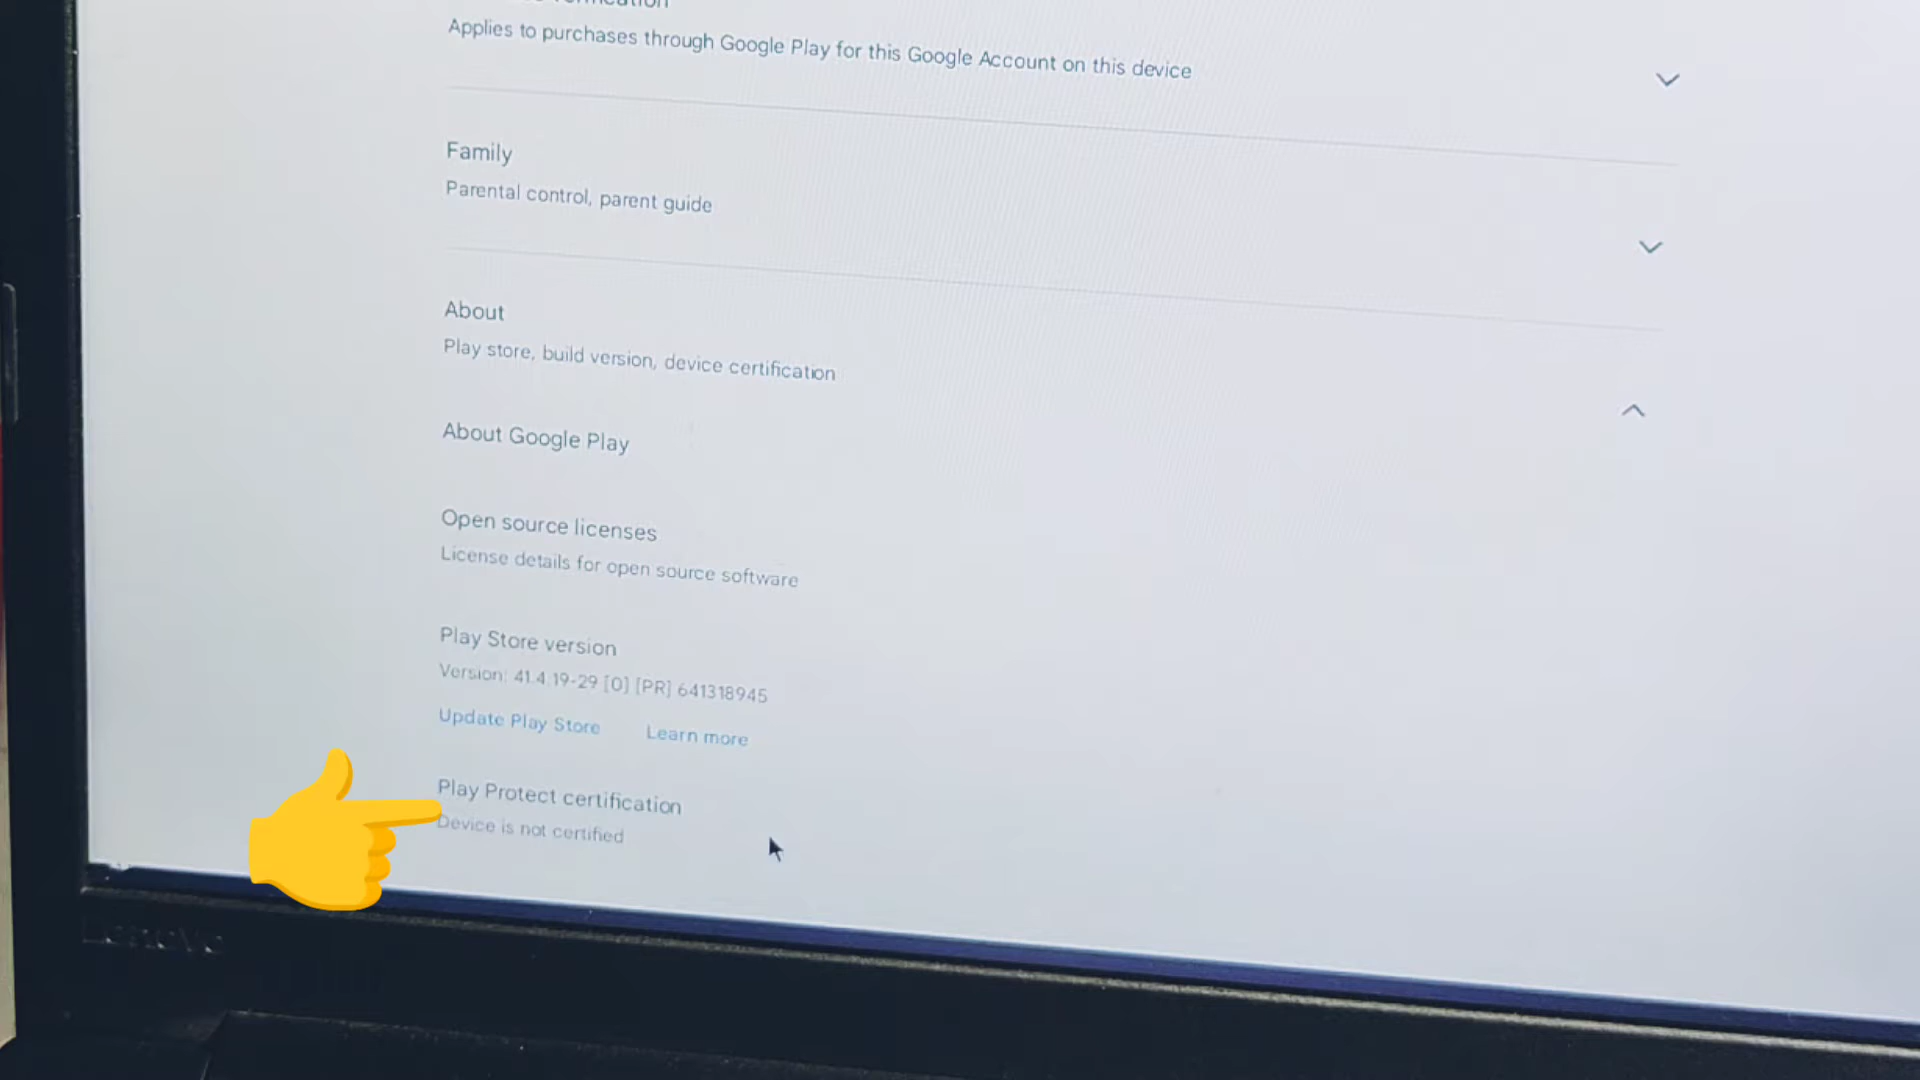 Applies to purchases through Google Play for this Google Account on this device
Family
Parental control, parent guide
About
Play store, build version, device certification
About Google Play
Open source licenses
License details for open source software
Play Store version
Version: 41.4.19-29 [0] [PR] 641318945
Update Play Store Learn more
Play Protect certification
Device is not certified
Lenovo